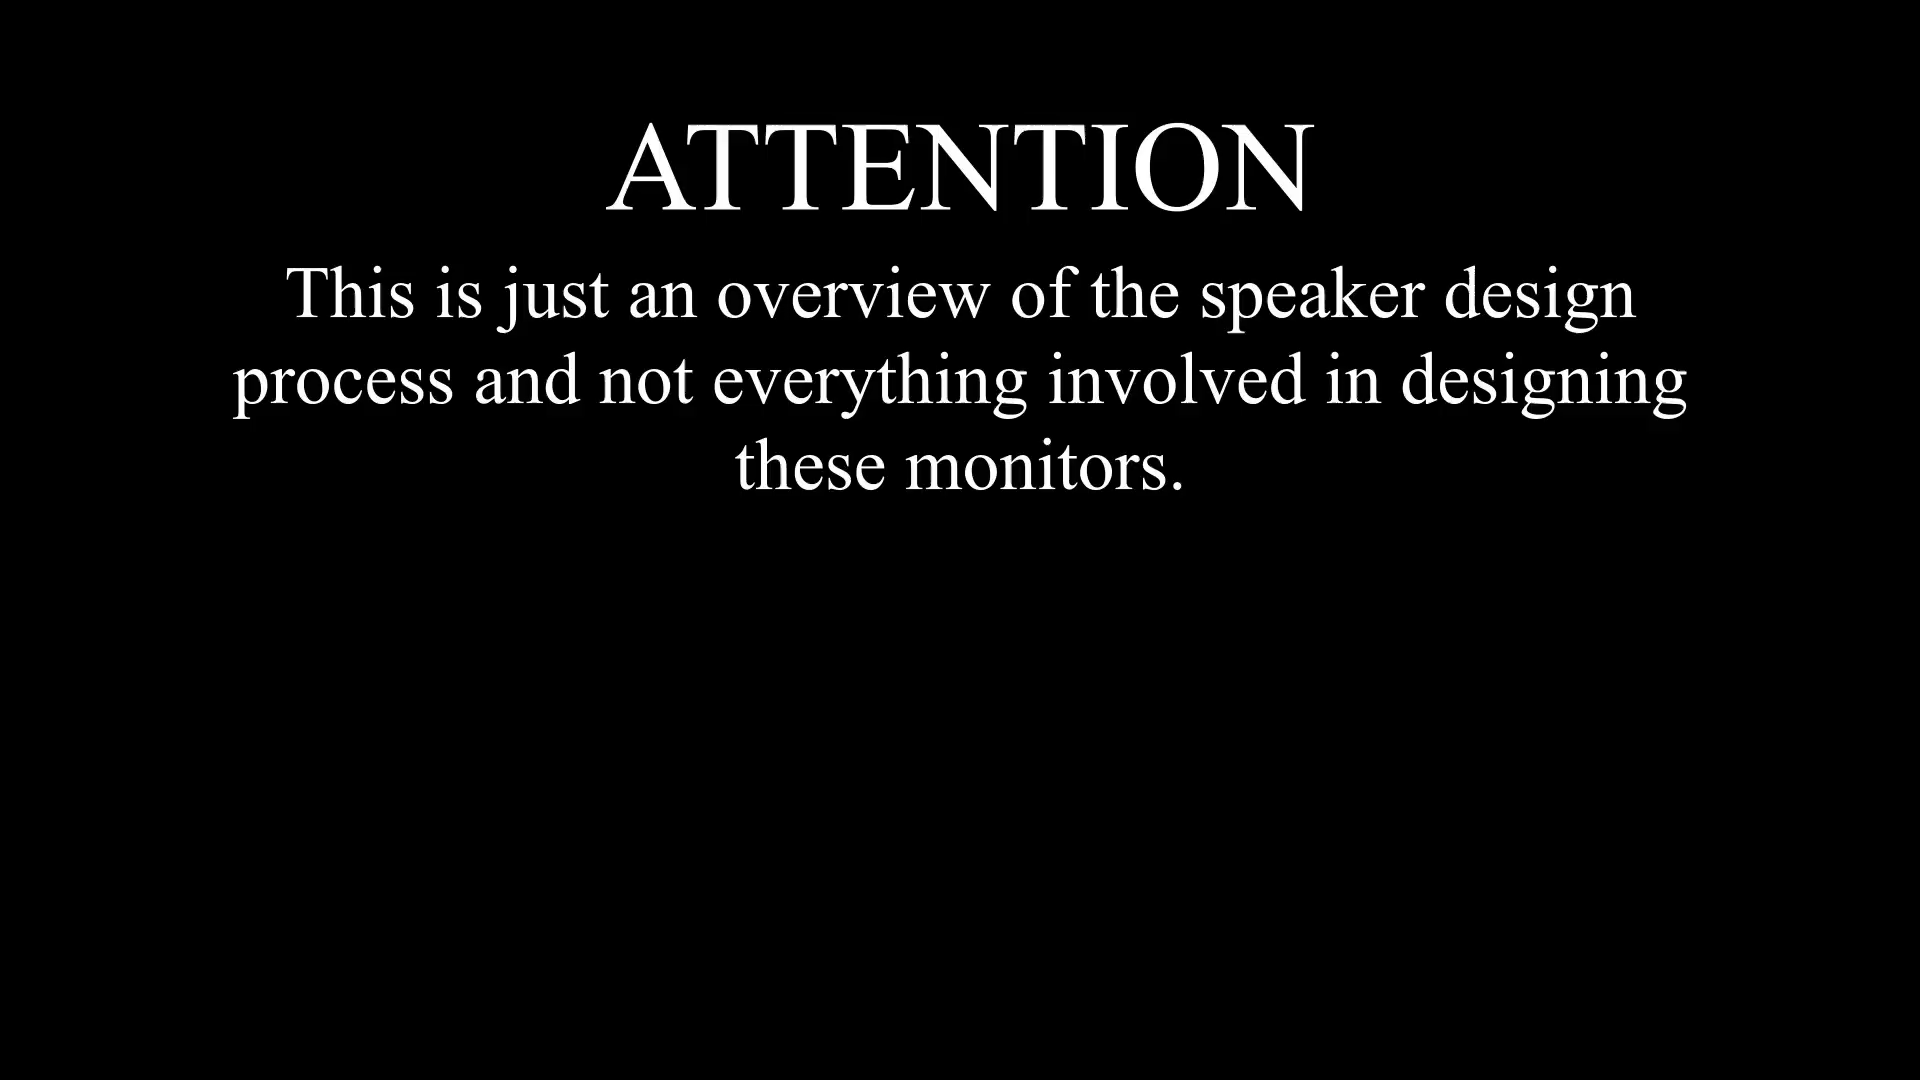 ATTENTION
This is just an overview of the speaker design
process and not everything involved in designing
these monitors.